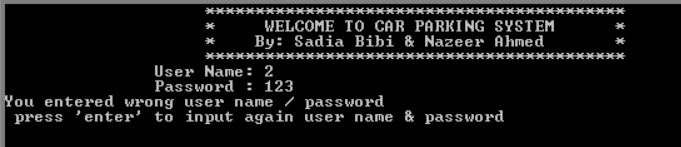 *******************************************
*     WELCOME TO CAR PARKING SYSTEM      *
*    By: Sadia Bibi & Nazeer Ahmed       *
*******************************************
User Name: 2
Password : 123
You entered wrong user name / password
press 'enter' to input again user name & password